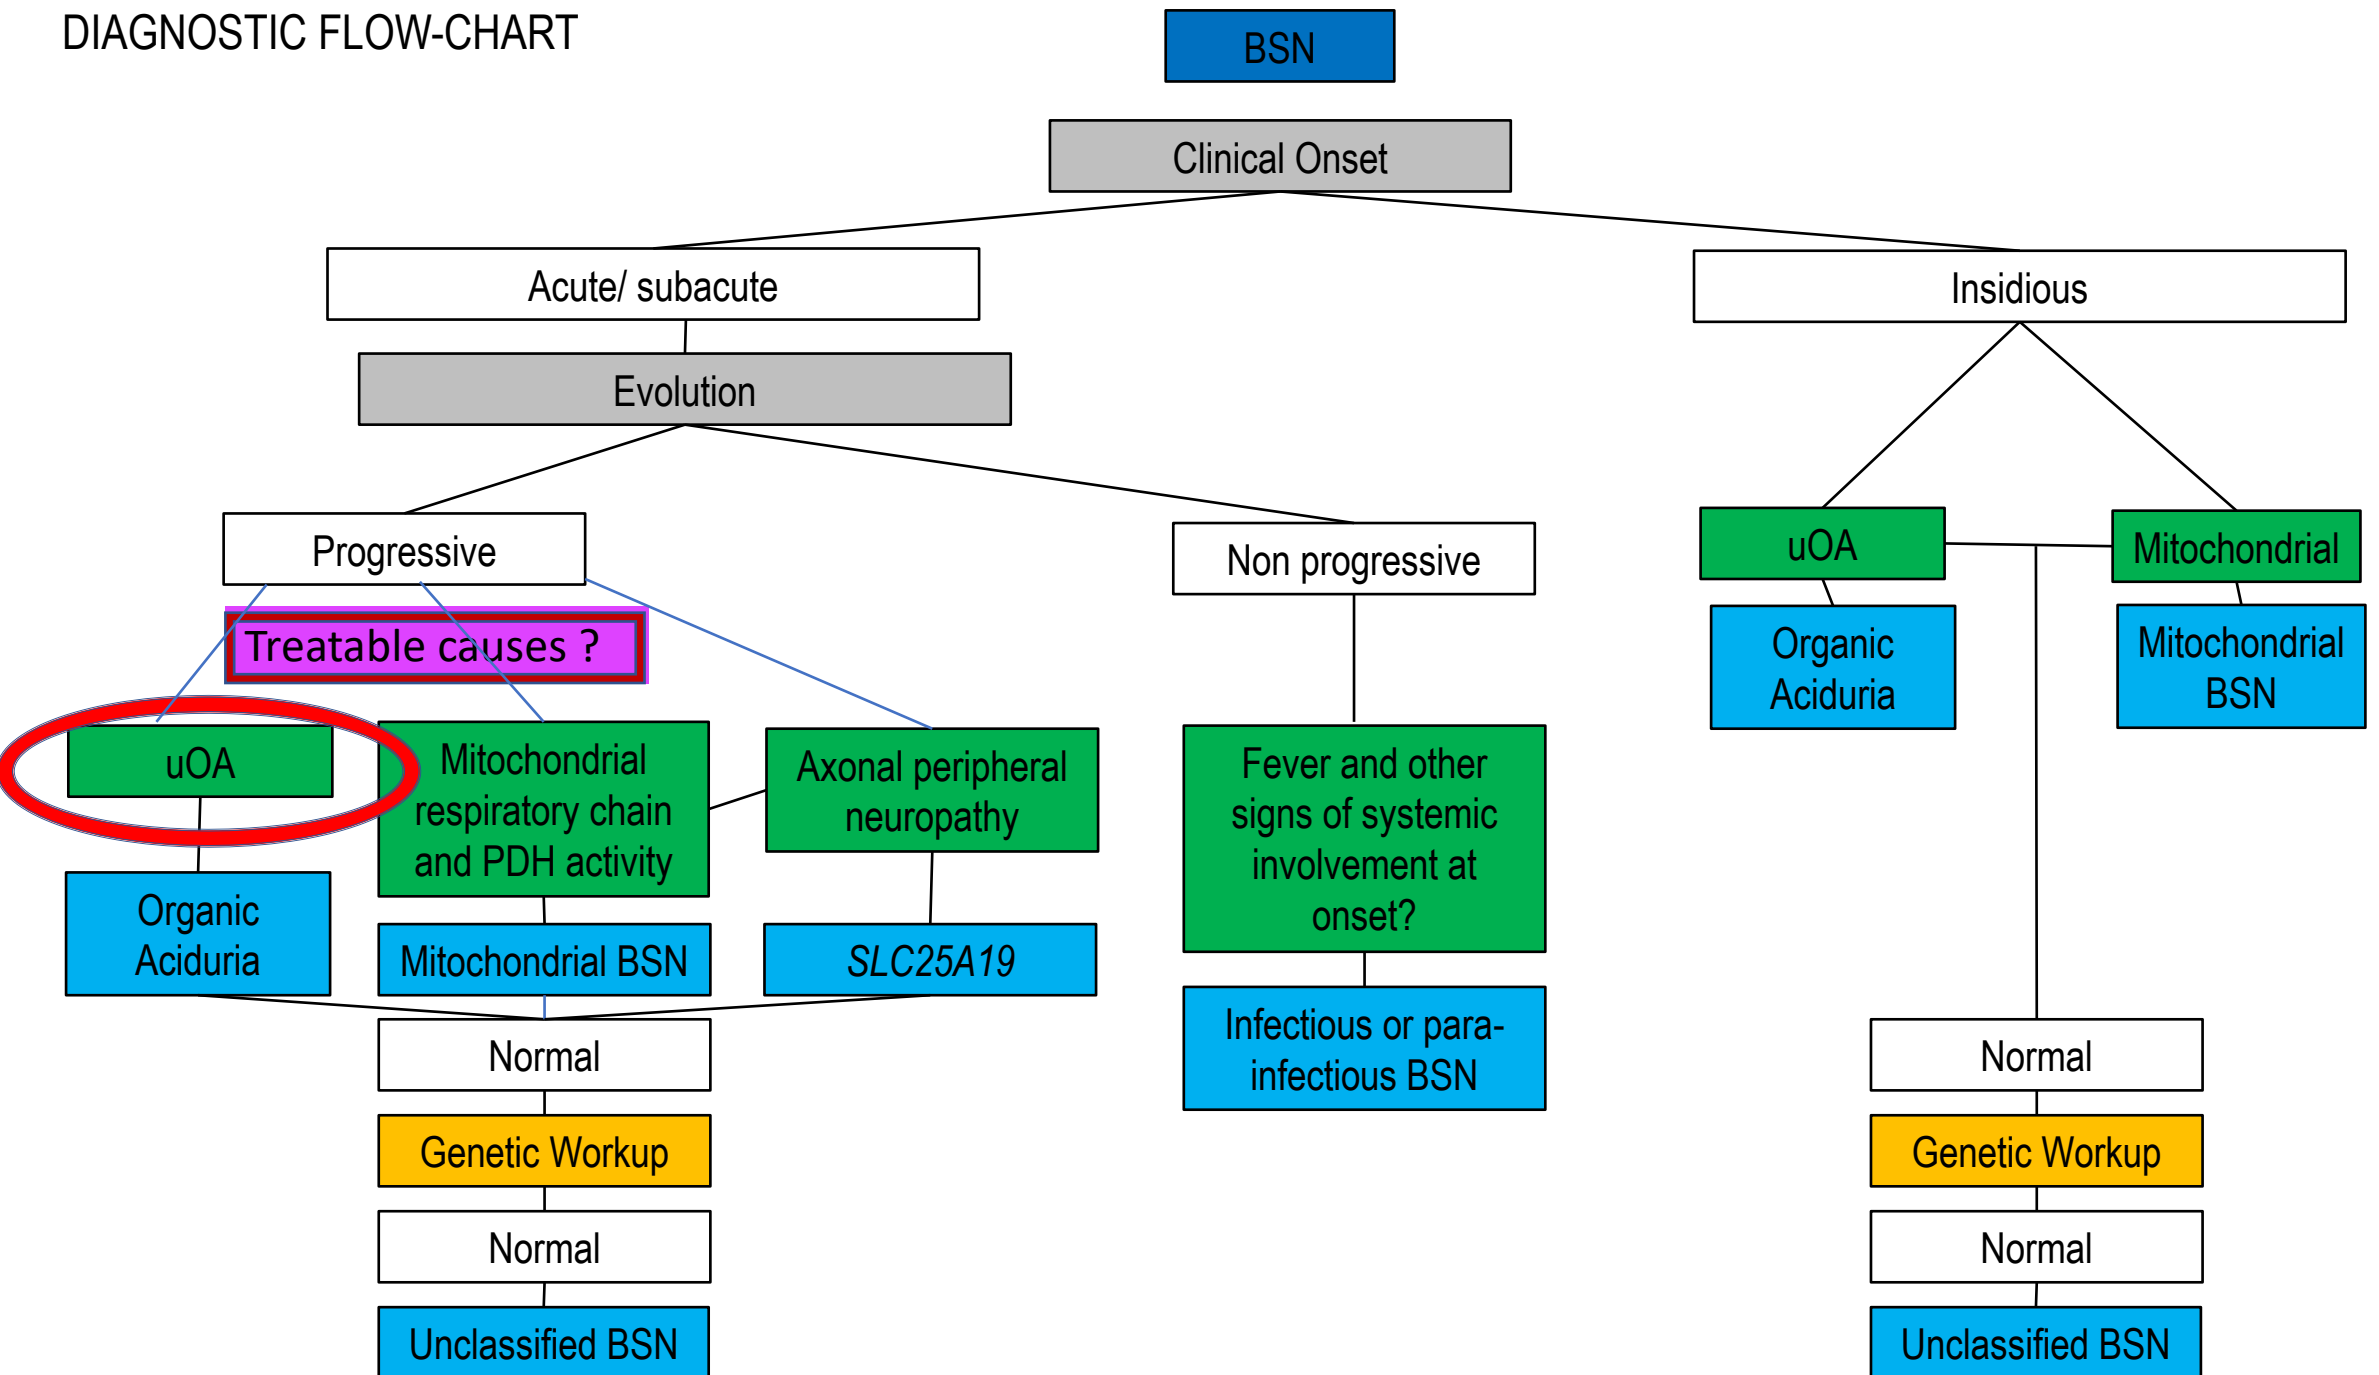 DIAGNOSTIC FLOW-CHART
BSN
Clinical Onset
Acute/ subacute
Insidious
Evolution
Progressive
Non progressive
uOA
Mitochondrial
Treatable causes ?
Organic
Aciduria
Mitochondrial
BSN
uOA
Mitochondrial
respiratory chain
and PDH activity
Axonal peripheral
neuropathy
Fever and other
signs of systemic
involvement at
onset?
Organic
Aciduria
Mitochondrial BSN
SLC25A19
Infectious or para-
infectious BSN
Normal
Normal
Genetic Workup
Genetic Workup
Normal
Normal
Unclassified BSN
Unclassified BSN